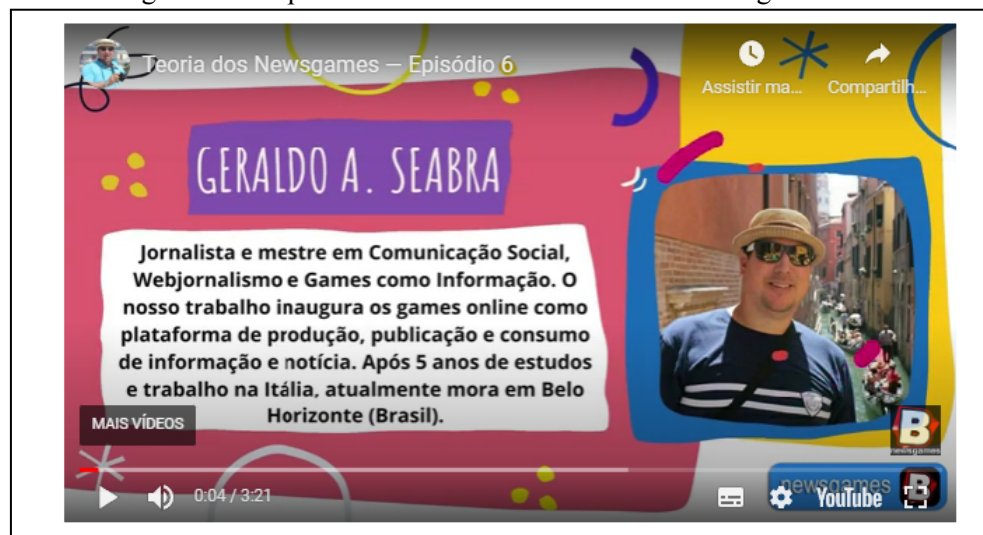 Teoria dos Newsgames — Episódio 6
Assistir ma...
Compartilh...
GERALDO A. SEABRA
Jornalista e mestre em Comunicação Social,
Webjornalismo e Games como Informação. O
nosso trabalho inaugura os games online como
plataforma de produção, publicação e consumo
de informação e notícia. Após 5 anos de estudos
e trabalho na Itália, atualmente mora em Belo
Horizonte (Brasil).
MAIS VÍDEOS
B
newsgames
newsgames B
0:04 / 3:21
YouTube